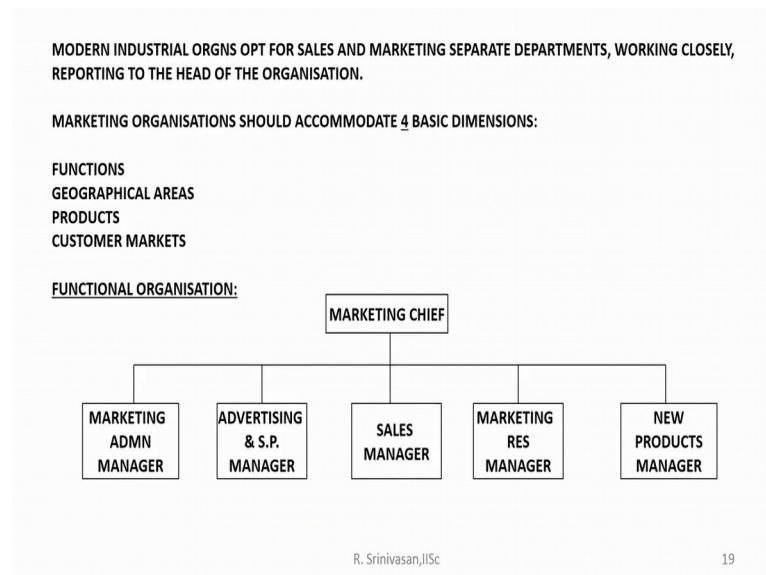 MODERN INDUSTRIAL ORGNS OPT FOR SALES AND MARKETING SEPARATE DEPARTMENTS, WORKING CLOSELY,
REPORTING TO THE HEAD OF THE ORGANISATION.
MARKETING ORGANISATIONS SHOULD ACCOMMODATE 4 BASIC DIMENSIONS:
FUNCTIONS
GEOGRAPHICAL AREAS
PRODUCTS
CUSTOMER MARKETS
FUNCTIONAL ORGANISATION:
MARKETING CHIEF
MARKETING
ADMN
MANAGER
ADVERTISING
& S.P.
MANAGER
SALES
MANAGER
MARKETING
RES
MANAGER
NEW
PRODUCTS
MANAGER
R. Srinivasan,IISc
19